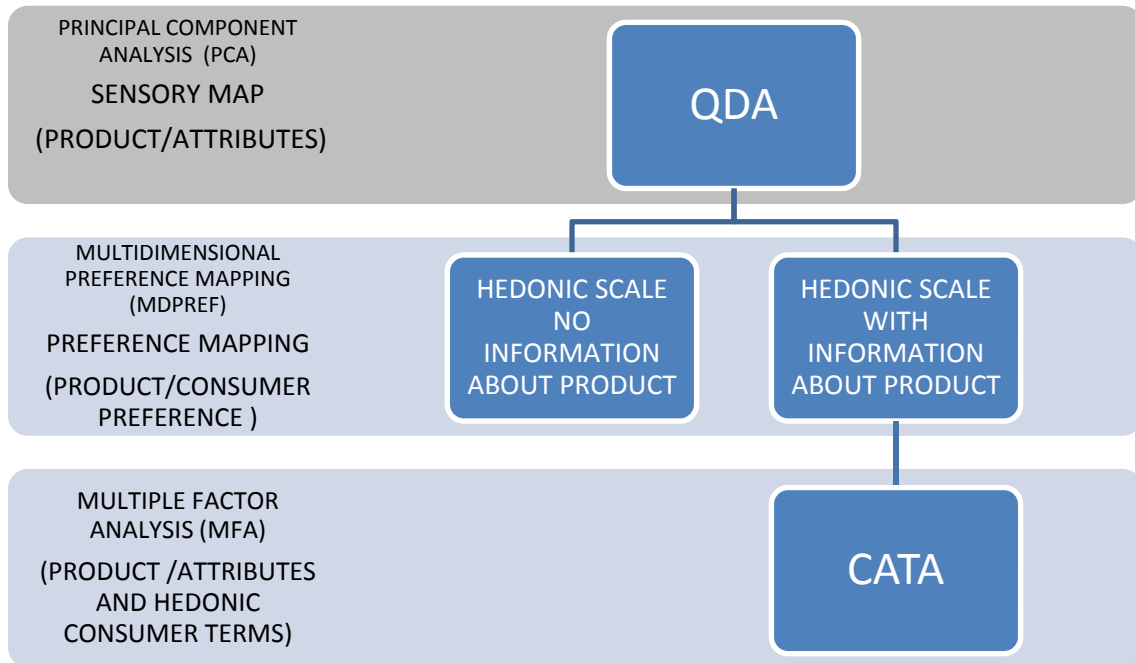 PRINCIPAL COMPONENT
ANALYSIS (PCA)
SENSORY MAP
(PRODUCT/ATTRIBUTES)
QDA
MULTIDIMENSIONAL
PREFERENCE MAPPING
(MDPREF)
PREFERENCE MAPPING
(PRODUCT/CONSUMER
PREFERENCE )
HEDONIC SCALE
NO
INFORMATION
ABOUT PRODUCT
HEDONIC SCALE
WITH
INFORMATION
ABOUT PRODUCT
MULTIPLE FACTOR
ANALYSIS (MFA)
(PRODUCT /ATTRIBUTES
AND HEDONIC
CONSUMER TERMS)
CATA